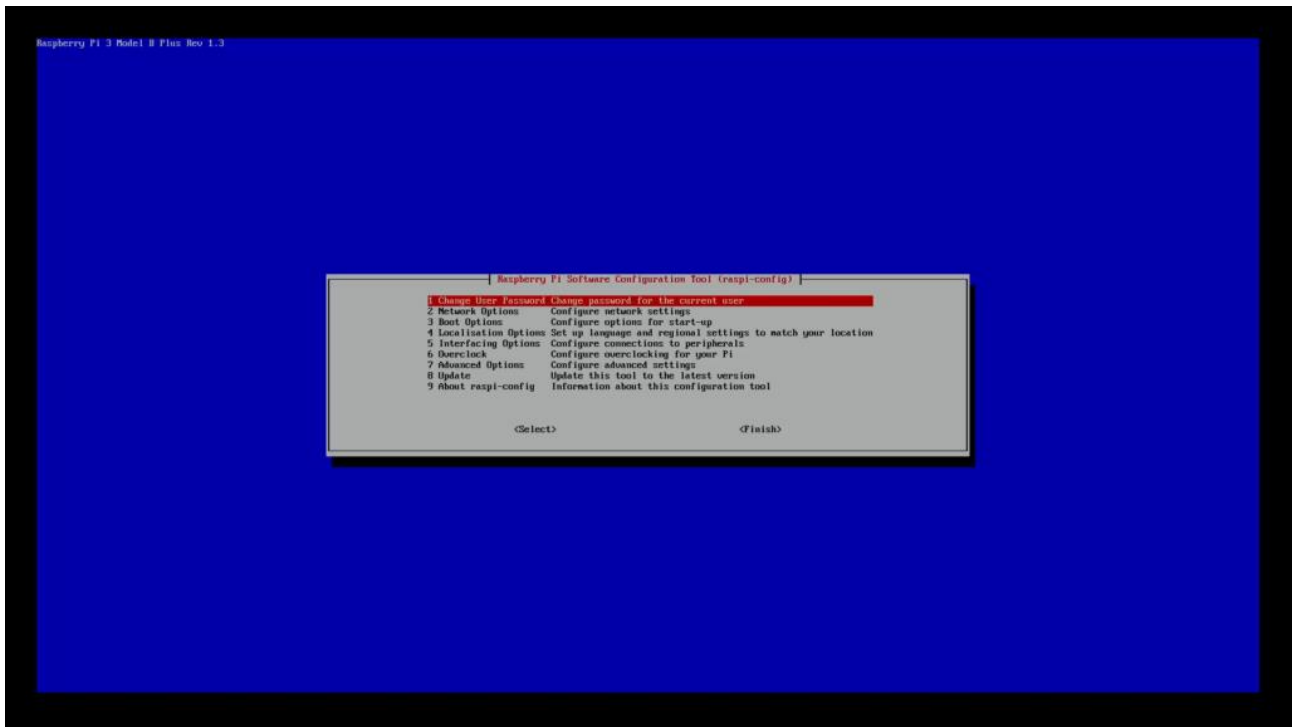 Raspberry Pi 3 Model B Plus Rev 1.3
Raspberry Pi Software Configuration Tool (raspi-config)
1 Change User Password Change password for the current user
2 Network Options Configure network settings
3 Boot Options Configure options for start-up
4 Localisation Options Set up language and regional settings to match your location
5 Interfacing Options Configure connections to peripherals
6 Overclock Configure overclocking for your Pi
7 Advanced Options Configure advanced settings
8 Update Update this tool to the latest version
9 About raspi-config Information about this configuration tool
<Select> <Finish>